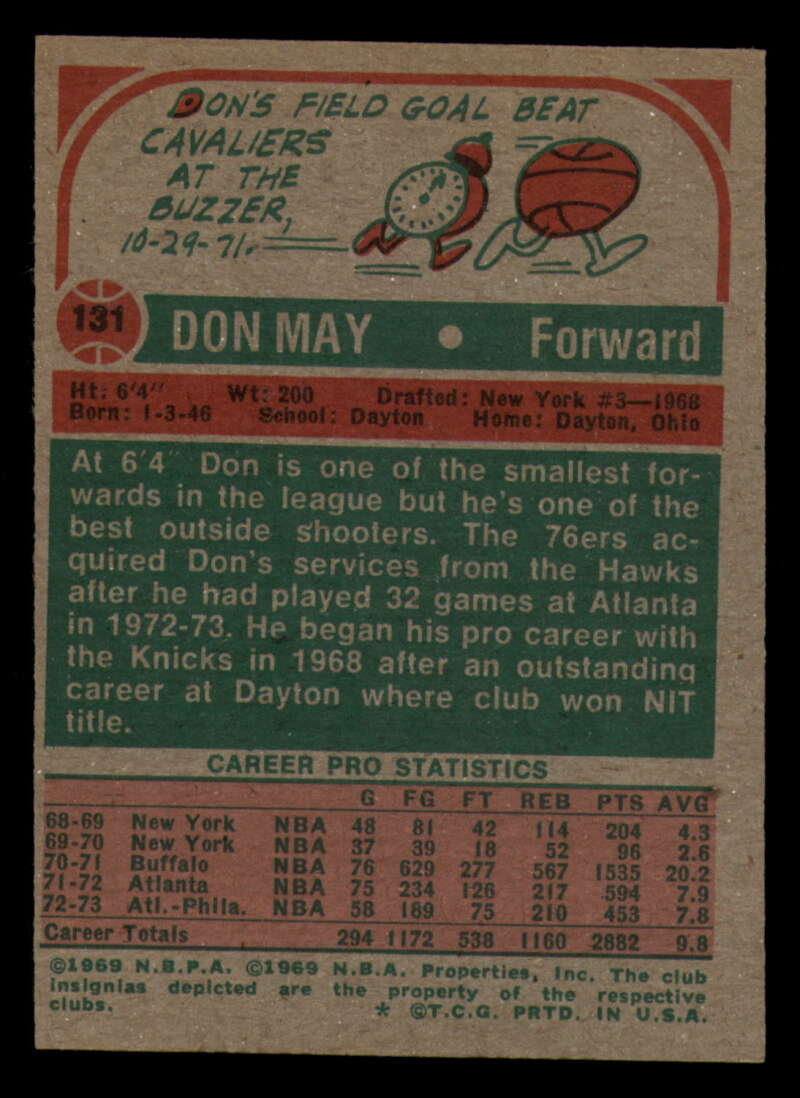 DON'S FIELD GOAL BEAT
CAVALIERS
AT THE
BUZZER,
10-29-71.
131 DON MAY • Forward
Ht: 6'4" Wt: 200 Drafted: New York #3—1968
Born: 1-3-46 School: Dayton Home: Dayton, Ohio
At 6'4" Don is one of the smallest for-
wards in the league but he's one of the
best outside shooters. The 76ers ac-
quired Don's services from the Hawks
after he had played 32 games at Atlanta
in 1972-73. He began his pro career with
the Knicks in 1968 after an outstanding
career at Dayton where club won NIT
title.
CAREER PRO STATISTICS
G FG FT REB PTS AVG
68-69 New York NBA 48 81 42 114 204 4.3
69-70 New York NBA 37 39 18 52 96 2.6
70-71 Buffalo NBA 76 629 277 567 1535 20.2
71-72 Atlanta NBA 75 234 126 217 594 7.9
72-73 Atl.-Phila. NBA 58 189 75 210 453 7.8
Career Totals 294 1172 538 1160 2882 9.8
©1969 N.B.P.A. ©1969 N.B.A. Properties, Inc. The club
insignias depicted are the property of the respective
clubs. * ©T.C.G. PRTD. IN U.S.A.